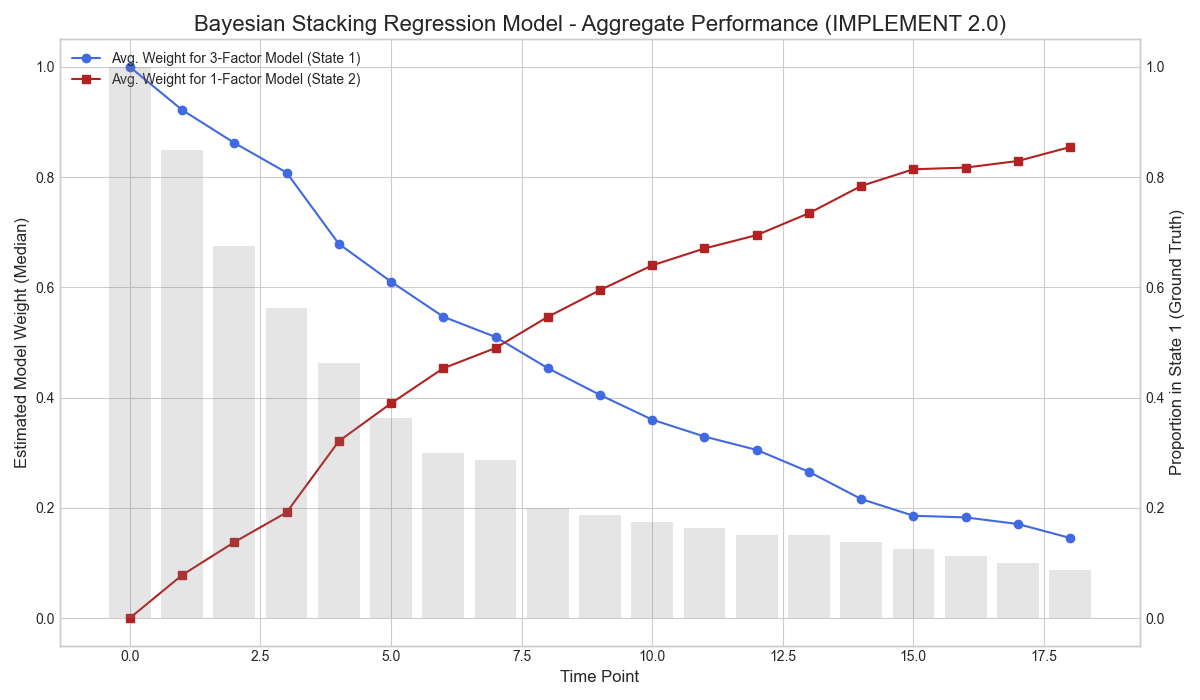 Bayesian Stacking Regression Model - Aggregate Performance (IMPLEMENT 2.0)
Avg. Weight for 3-Factor Model (State 1)
Avg. Weight for 1-Factor Model (State 2)
Estimated Model Weight (Median)
1.0
0.8
0.6
0.4
0.2
0.0
1.0
0.8
0.6
0.4
0.2
0.0
Proportion in State 1 (Ground Truth)
0.0 2.5 5.0 7.5 10.0 12.5 15.0 17.5
Time Point